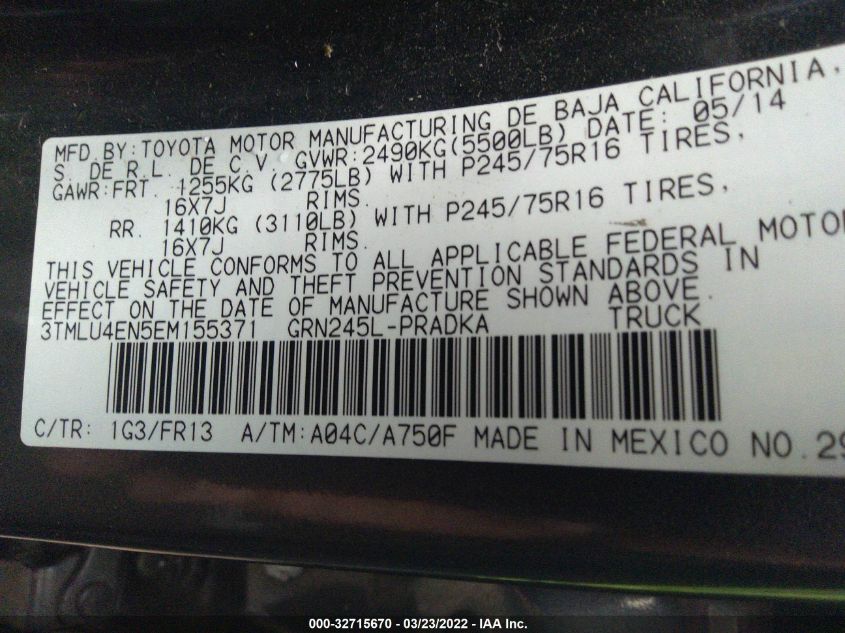 MFD. BY: TOYOTA MOTOR MANUFACTURING DE BAJA CALIFORNIA,
S. DE R.L. DE C.V. GVWR: 2490KG(5500LB) DATE: 05/14
GAWR: FRT. 1255KG (2775LB) WITH P245/75R16 TIRES,
16X7J RIMS.
RR. 1410KG (3110LB) WITH P245/75R16 TIRES,
16X7J RIMS.
THIS VEHICLE CONFORMS TO ALL APPLICABLE FEDERAL MOTOR
VEHICLE SAFETY AND THEFT PREVENTION STANDARDS IN
EFFECT ON THE DATE OF MANUFACTURE SHOWN ABOVE.
3TMLU4EN5EM155371 GRN245L-PRADKA TRUCK
C/TR: 1G3/FR13 A/TM: A04C/A750F MADE IN MEXICO NO.29
000-32715670 - 03/23/2022 - IAA Inc.